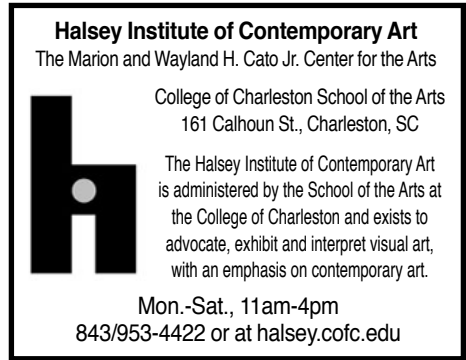 Halsey Institute of Contemporary Art
The Marion and Wayland H. Cato Jr. Center for the Arts
College of Charleston School of the Arts
161 Calhoun St., Charleston, SC
The Halsey Institute of Contemporary Art
is administered by the School of the Arts at
the College of Charleston and exists to
advocate, exhibit and interpret visual art,
with an emphasis on contemporary art.
Mon.-Sat., 11am-4pm
843/953-4422 or at halsey.cofc.edu